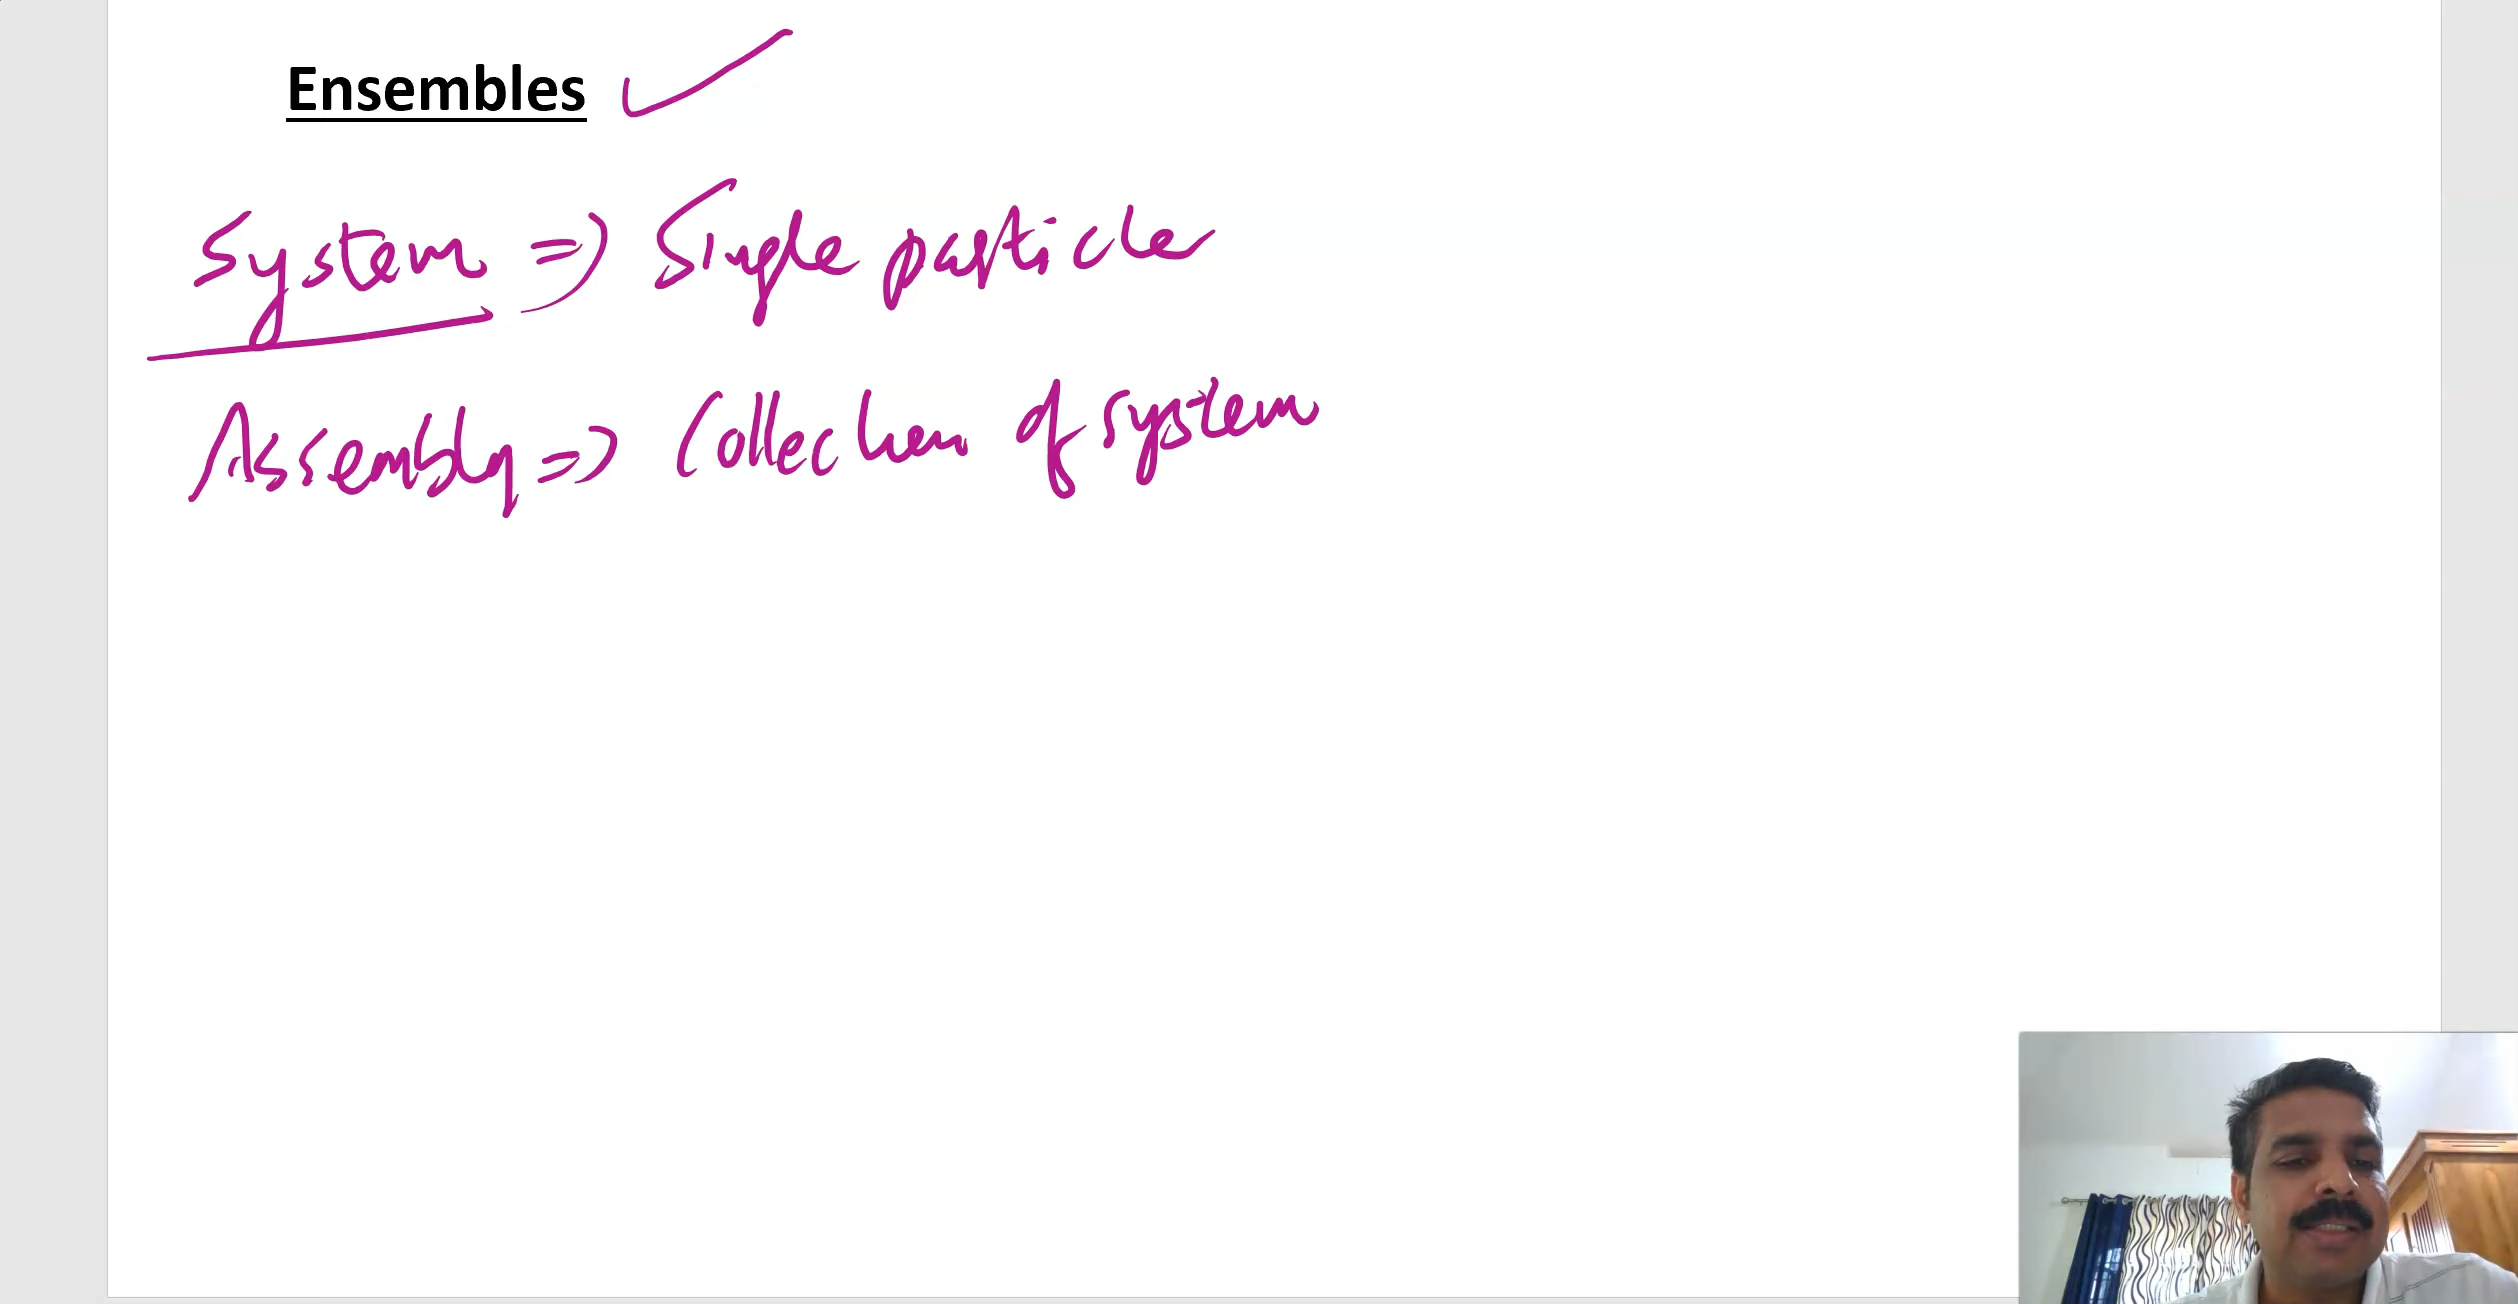 Ensembles
System => Single particle
Assembly => Collection of system